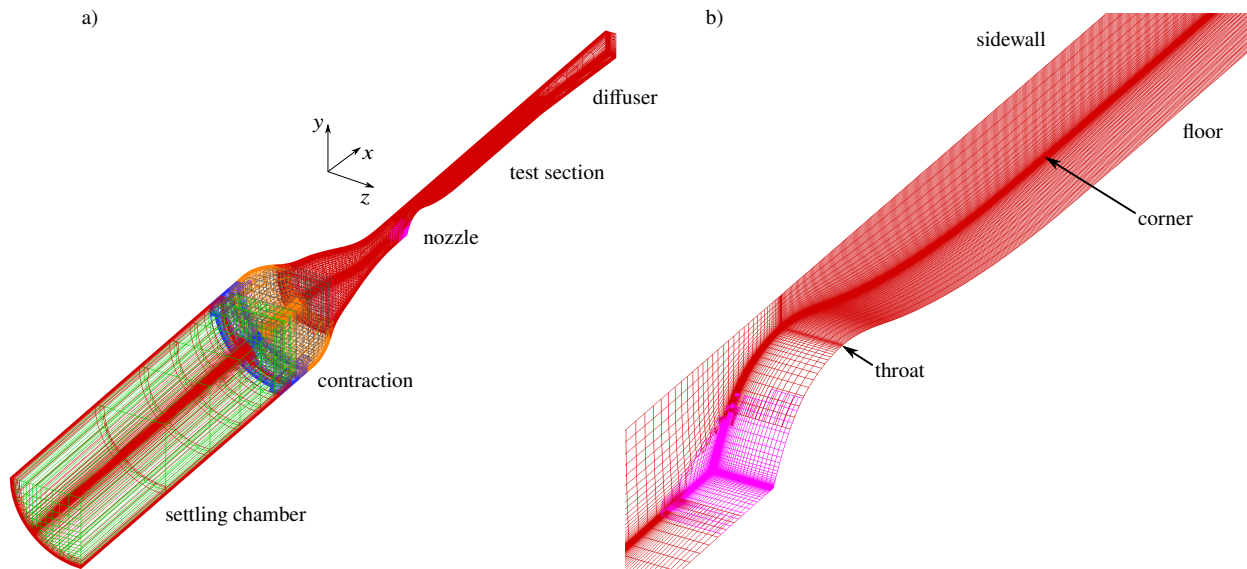 a)
diffuser
y
x
z
test section
nozzle
contraction
settling chamber
b)
sidewall
floor
corner
throat